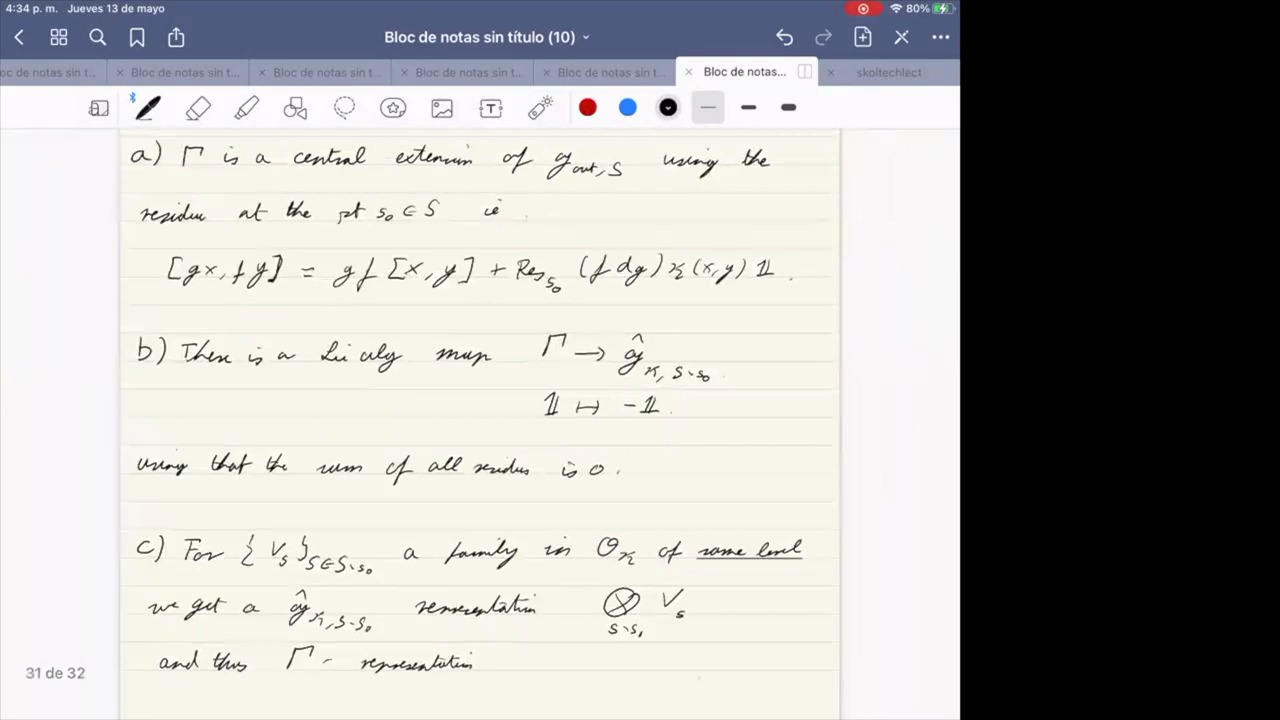 4:34 p. m. Jueves 13 de mayo
80%
Bloc de notas sin título (10)
oc de notas sin t...
Bloc de notas sin t...
Bloc de notas sin t...
Bloc de notas sin t...
Bloc de notas sin t...
Bloc de notas...
skoltechlect
a) Γ is a central extension of 𝔤_{out, S} using the
residue at the pt s₀ ∈ S ie
[gx, fy] = gf [x, y] + Res_{s₀} (f dg) κ(x, y) 𝟙.
b) There is a Lie alg map Γ → \hat{𝔤}_{κ, S∖s₀}
𝟙 ↦ -𝟙.
using that the sum of all residues is 0.
c) For {V_s}_{s∈S∖s₀} a family in O_κ of same level
we get a \hat{𝔤}_{κ, S∖s₀} representation ⊗_{S∖s₀} V_s
and thus Γ - representation
31 de 32